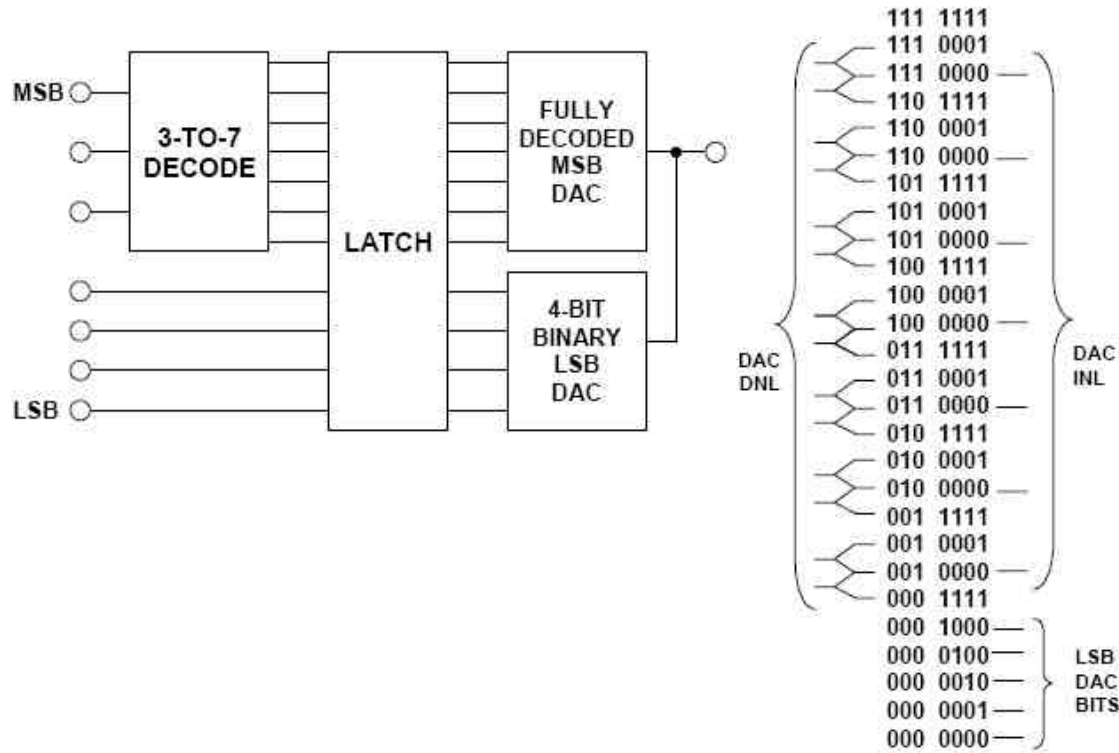 MSB
3-TO-7
DECODE
LATCH
FULLY
DECODED
MSB
DAC
4-BIT
BINARY
LSB
DAC
LSB
DAC
DNL
111 1111
111 0001
111 0000
110 1111
110 0001
110 0000
101 1111
101 0001
101 0000
100 1111
100 0001
100 0000
011 1111
011 0001
011 0000
010 1111
010 0001
010 0000
001 1111
001 0001
001 0000
000 1111
000 1000
000 0100
000 0010
000 0001
000 0000
DAC
INL
LSB
DAC
BITS